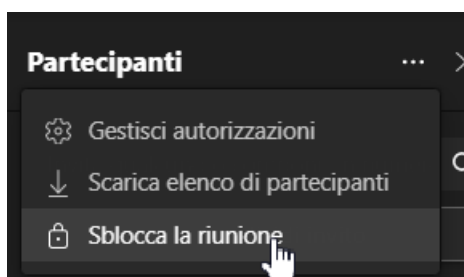 Partecipanti
Gestisci autorizzazioni
Scarica elenco di partecipanti
Sblocca la riunione